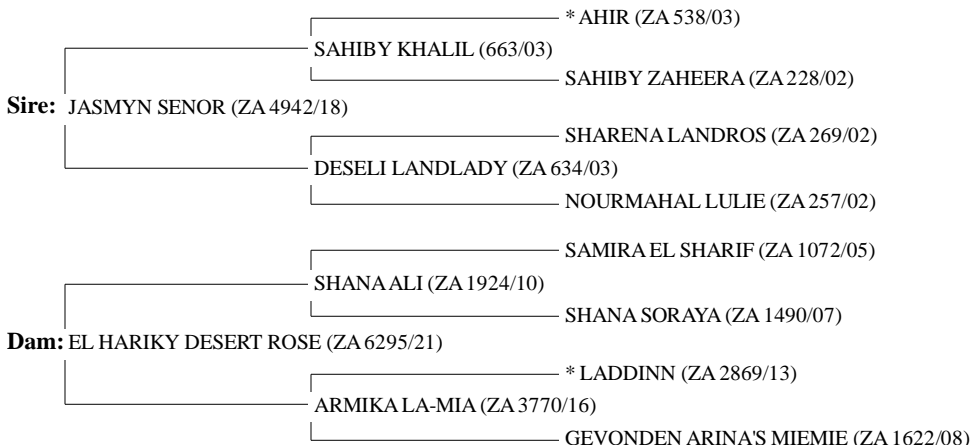 * AHIR (ZA 538/03)
SAHIBY KHALIL (663/03)
SAHIBY ZAHEERA (ZA 228/02)
Sire: JASMYN SENOR (ZA 4942/18)
SHARENA LANDROS (ZA 269/02)
DESELI LANDLADY (ZA 634/03)
NOURMAHAL LULIE (ZA 257/02)
SAMIRA EL SHARIF (ZA 1072/05)
SHANA ALI (ZA 1924/10)
SHANA SORAYA (ZA 1490/07)
Dam: EL HARIKY DESERT ROSE (ZA 6295/21)
* LADDINN (ZA 2869/13)
ARMIKA LA-MIA (ZA 3770/16)
GEVONDEN ARINA'S MIEMIE (ZA 1622/08)